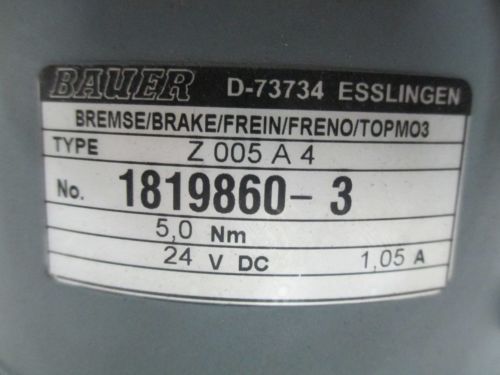 BAUER D-73734 ESSLINGEN
BREMSE/BRAKE/FREIN/FRENO/TOPMO3
TYPE Z 005 A 4
No. 1819860-3
5,0 Nm
24 V DC 1,05 A